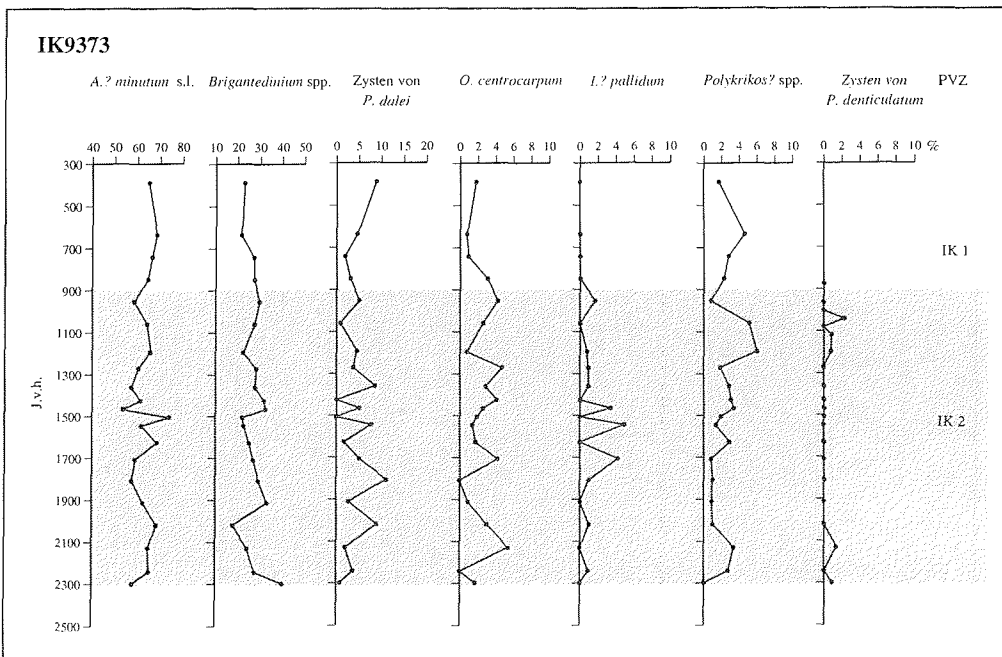 IK9373
A.? minutum s.l. Brigantedinium spp. Zysten von O. centrocarpum I.? pallidum Polykrikos? spp. Zysten von PVZ
P. dalei P. denticulatum
40 60 80 10 20 30 40 50 0 5 10 15 20 0 2 4 6 8 10 0 2 4 6 8 10 0 2 4 6 8 10 0 2 4 6 8 10 %
300
500
700
IK 1
900
1100
1300
J.v.h.
1500
IK 2
1700
1900
2100
2300
2500